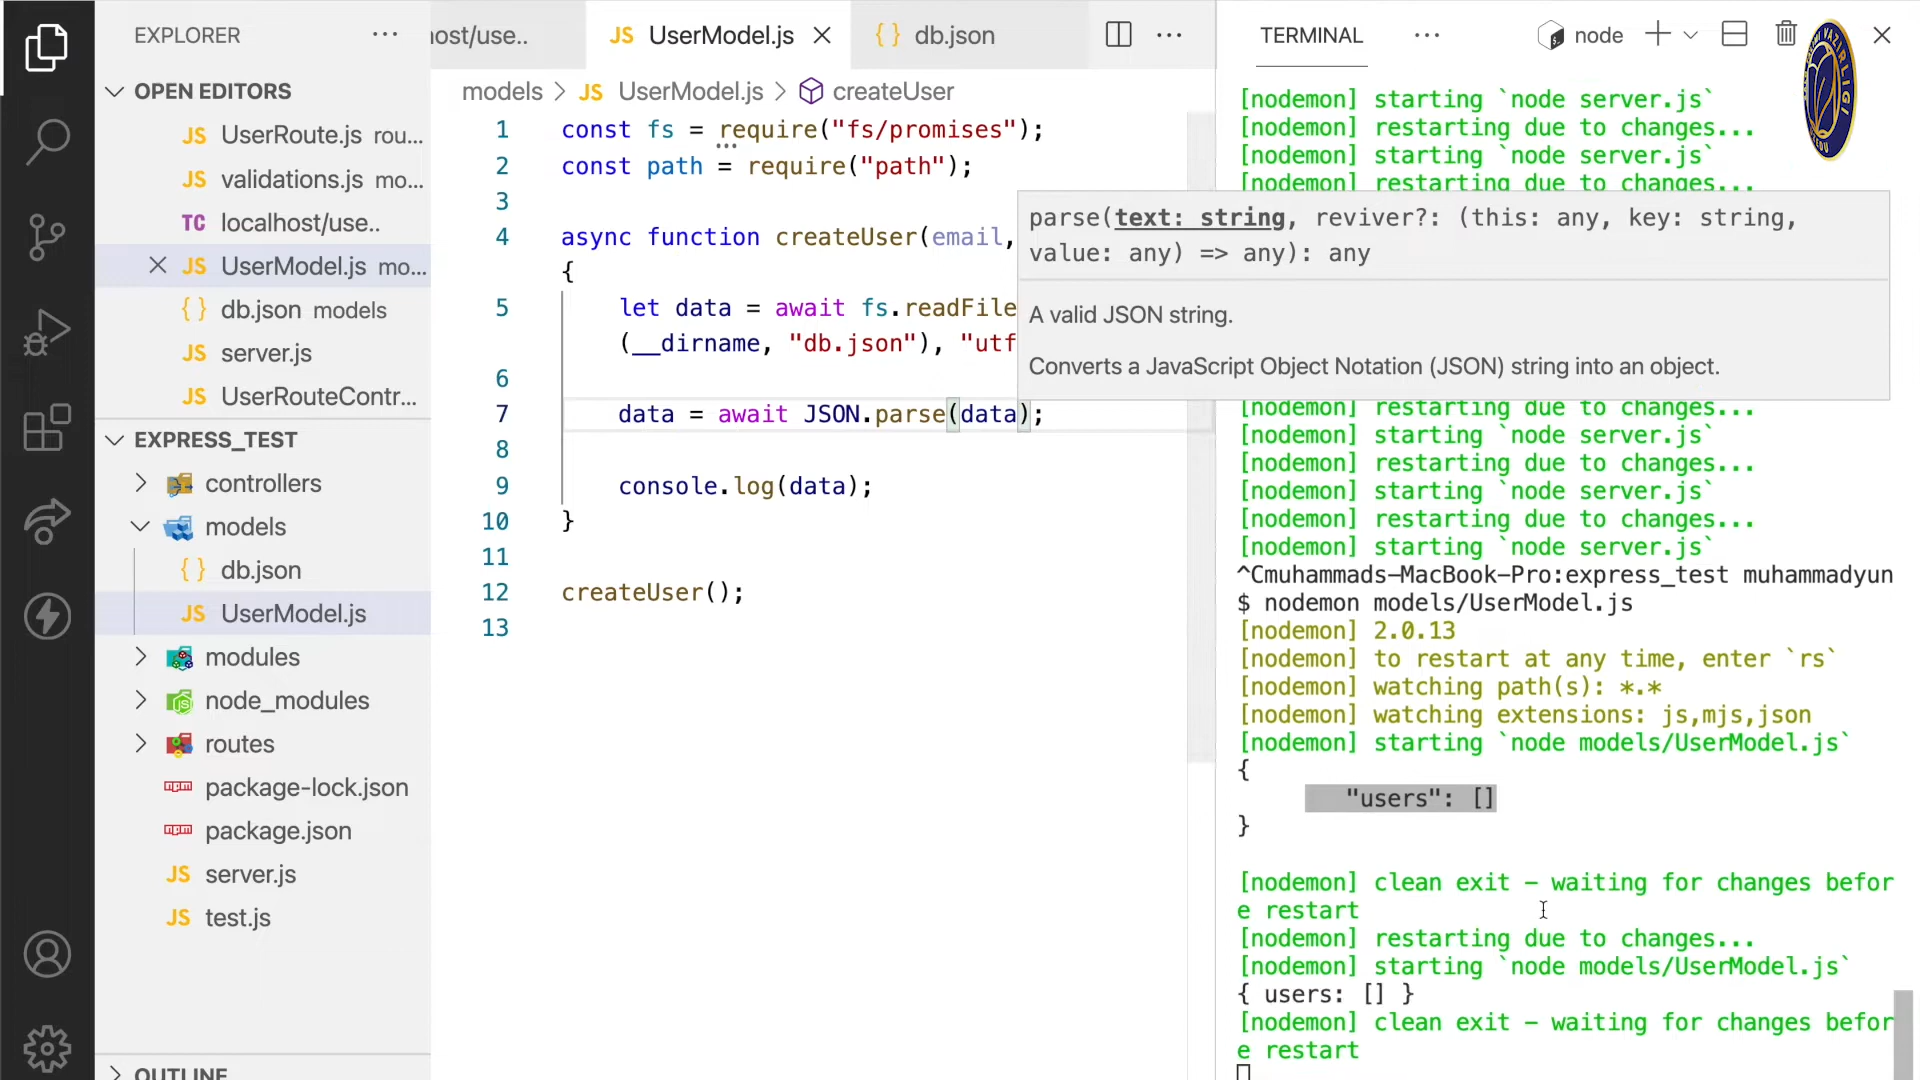 EXPLORER
OPEN EDITORS
JS UserRoute.js rou...
JS validations.js mo...
TC localhost/use..
JS UserModel.js mo...
{ } db.json models
JS server.js
JS UserRouteContr...
EXPRESS_TEST
controllers
models
{ } db.json
JS UserModel.js
modules
node_modules
routes
package-lock.json
package.json
JS server.js
JS test.js
OUTLINE
ost/use..
JS UserModel.js
{ } db.json
models > JS UserModel.js > createUser
1 const fs = require("fs/promises");
2 const path = require("path");
3
4 async function createUser(email,
{
5 let data = await fs.readFile
(__dirname, "db.json"), "utf
6
7 data = await JSON.parse(data);
8
9 console.log(data);
10 }
11
12 createUser();
13
parse(text: string, reviver?: (this: any, key: string,
value: any) => any): any
A valid JSON string.
Converts a JavaScript Object Notation (JSON) string into an object.
TERMINAL
node
[nodemon] starting `node server.js`
[nodemon] restarting due to changes...
[nodemon] starting `node server.js`
[nodemon] restarting due to changes...
[nodemon] restarting due to changes...
[nodemon] starting `node server.js`
[nodemon] restarting due to changes...
[nodemon] starting `node server.js`
[nodemon] restarting due to changes...
[nodemon] starting `node server.js`
^Cmuhammads-MacBook-Pro:express_test muhammadyun
$ nodemon models/UserModel.js
[nodemon] 2.0.13
[nodemon] to restart at any time, enter `rs`
[nodemon] watching path(s): *.*
[nodemon] watching extensions: js,mjs,json
[nodemon] starting `node models/UserModel.js`
{
"users": []
}
[nodemon] clean exit - waiting for changes befor
e restart
[nodemon] restarting due to changes...
[nodemon] starting `node models/UserModel.js`
{ users: [] }
[nodemon] clean exit - waiting for changes befor
e restart